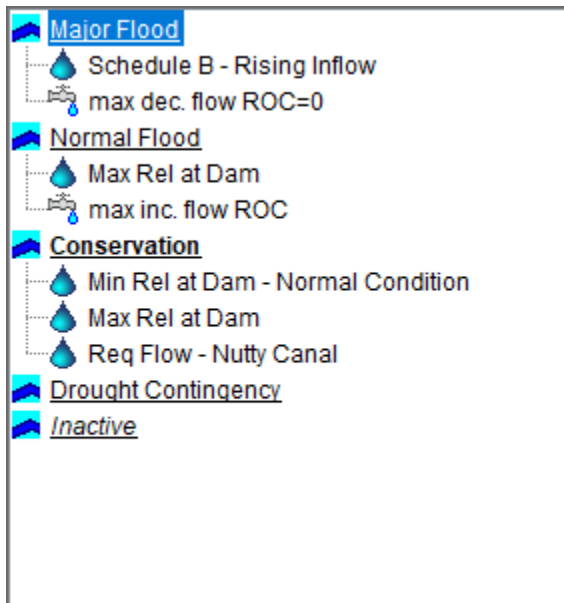 Major Flood
Schedule B - Rising Inflow
max dec. flow ROC=0
Normal Flood
Max Rel at Dam
max inc. flow ROC
Conservation
Min Rel at Dam - Normal Condition
Max Rel at Dam
Req Flow - Nutty Canal
Drought Contingency
Inactive